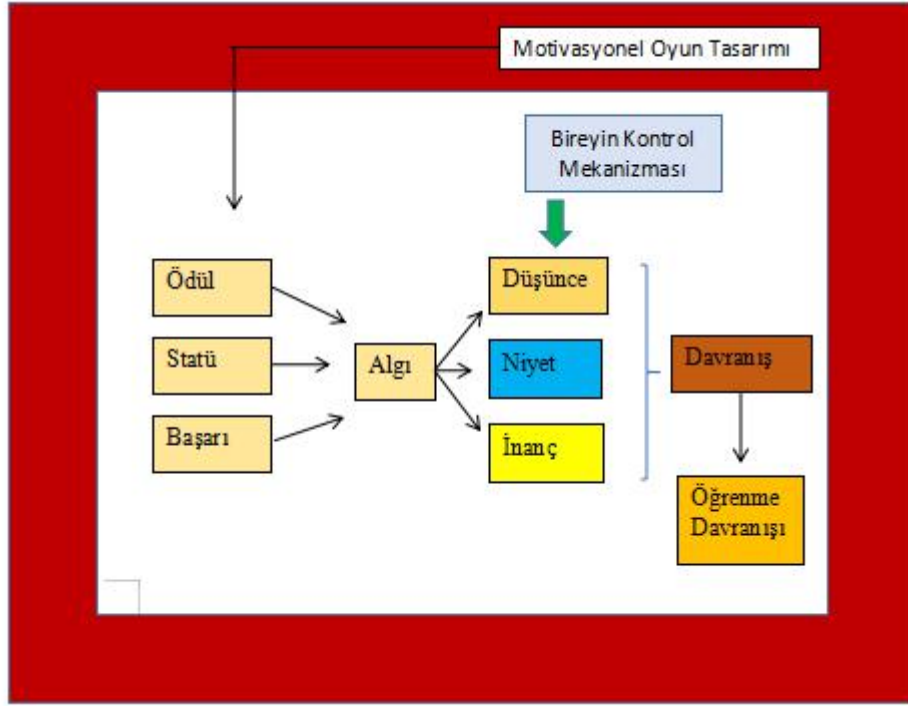 Motivasyonel Oyun Tasarımı
Bireyin Kontrol
Mekanizması
Ödül
Düşünce
Statü
Algı
Niyet
Davranış
Başarı
İnanç
Öğrenme
Davranışı